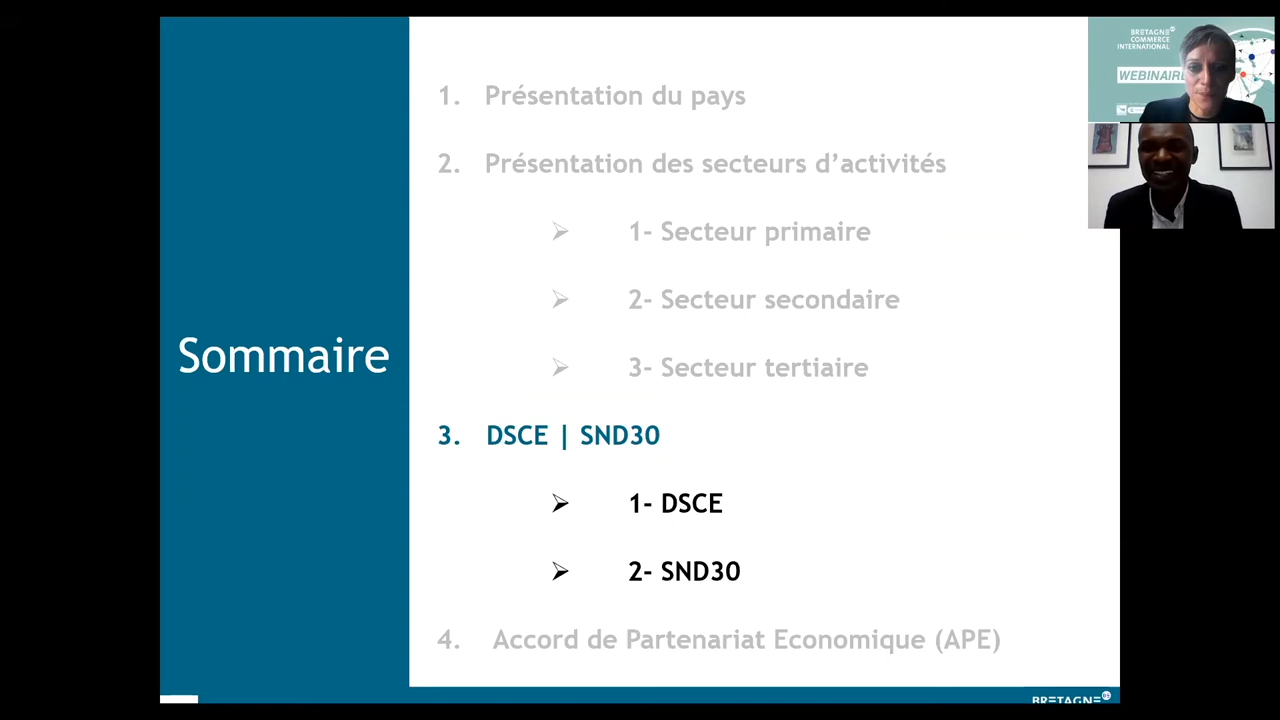 Sommaire
1. Présentation du pays
2. Présentation des secteurs d’activités
➢ 1- Secteur primaire
➢ 2- Secteur secondaire
➢ 3- Secteur tertiaire
3. DSCE | SND30
➢ 1- DSCE
➢ 2- SND30
4. Accord de Partenariat Economique (APE)
BRETAGNE
BRETAGNE
COMMERCE
INTERNATIONAL
WEBINAIRE